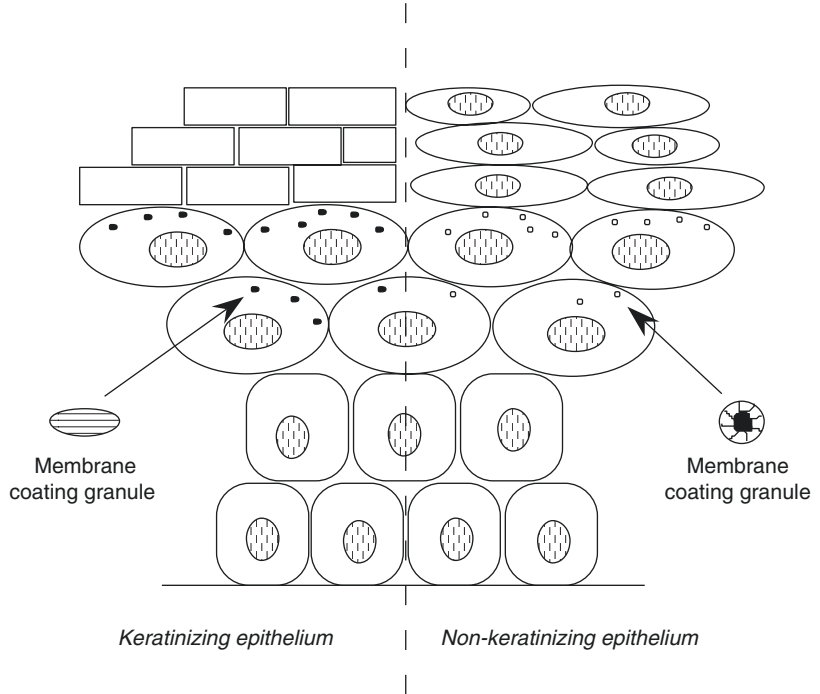 Membrane
coating granule
Membrane
coating granule
Keratinizing epithelium
Non-keratinizing epithelium